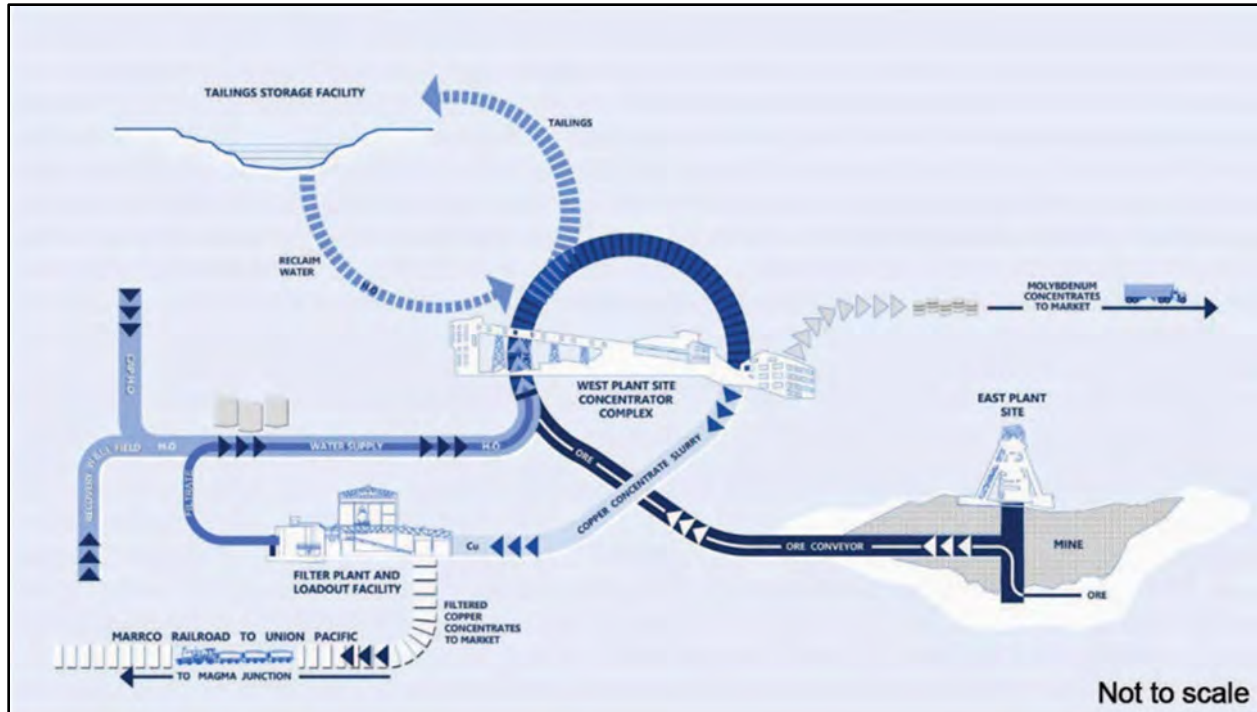 TAILINGS STORAGE FACILITY
TAILINGS
RECLAIM
WATER
H2O
MOLYBDENUM
CONCENTRATES
TO MARKET
WEST PLANT SITE
CONCENTRATOR
COMPLEX
EAST PLANT
SITE
CAP H2O
RECOVERY WELL FIELD
H2O
WATER SUPPLY
H2O
ORE
COPPER CONCENTRATE SLURRY
FILTRATE
Cu
ORE CONVEYOR
MINE
ORE
FILTER PLANT AND
LOADOUT FACILITY
FILTERED
COPPER
CONCENTRATES
TO MARKET
MARRCO RAILROAD TO UNION PACIFIC
TO MAGMA JUNCTION
Not to scale